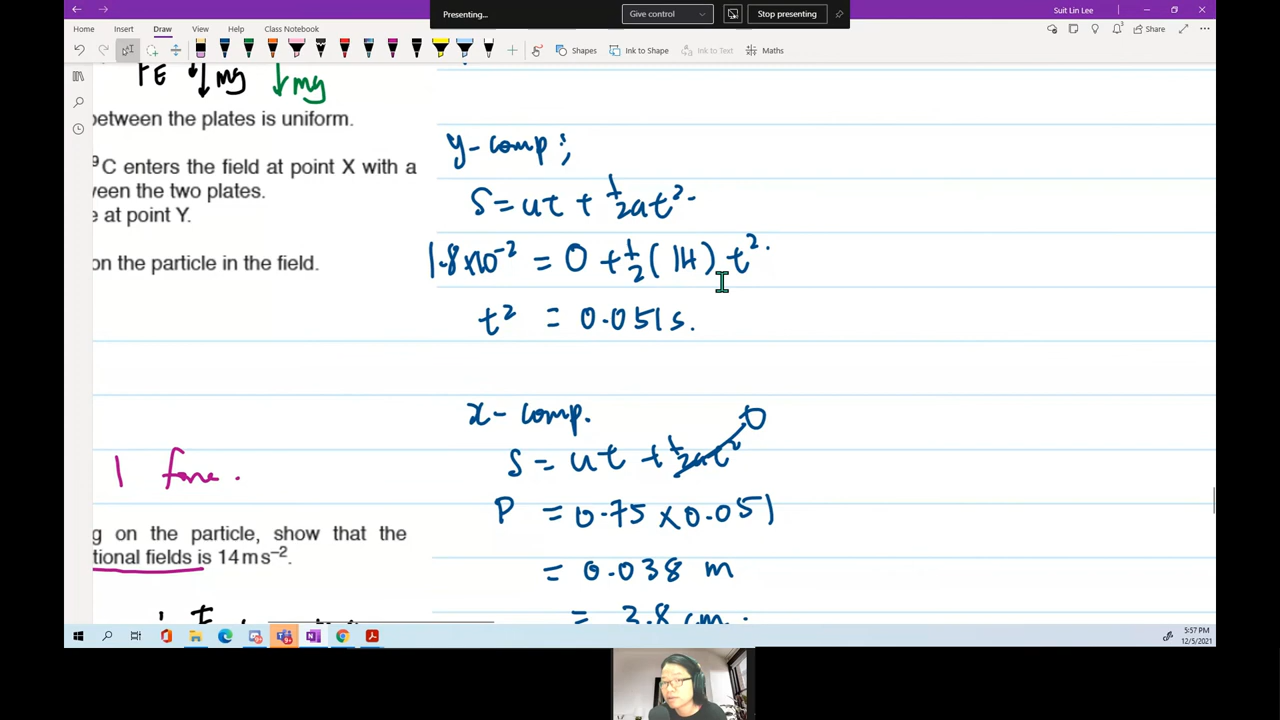 Presenting...
Give control
Stop presenting
Suit Lin Lee
Home Insert Draw View Help Class Notebook
Share
Shapes Ink to Shape Ink to Text Maths
FE mg mg
between the plates is uniform.
⁹C enters the field at point X with a
veen the two plates.
e at point Y.
on the particle in the field.
1 force.
g on the particle, show that the
tional fields is 14 m s⁻².
y-comp;
S = ut + ½at²
1.8×10⁻² = 0 + ½(14)t²
t² = 0.051s.
x-comp.
S = ut + ½at² 0
P = 0.75 × 0.051
= 0.038 m
= 3.8 cm.
5:57 PM
12/5/2021